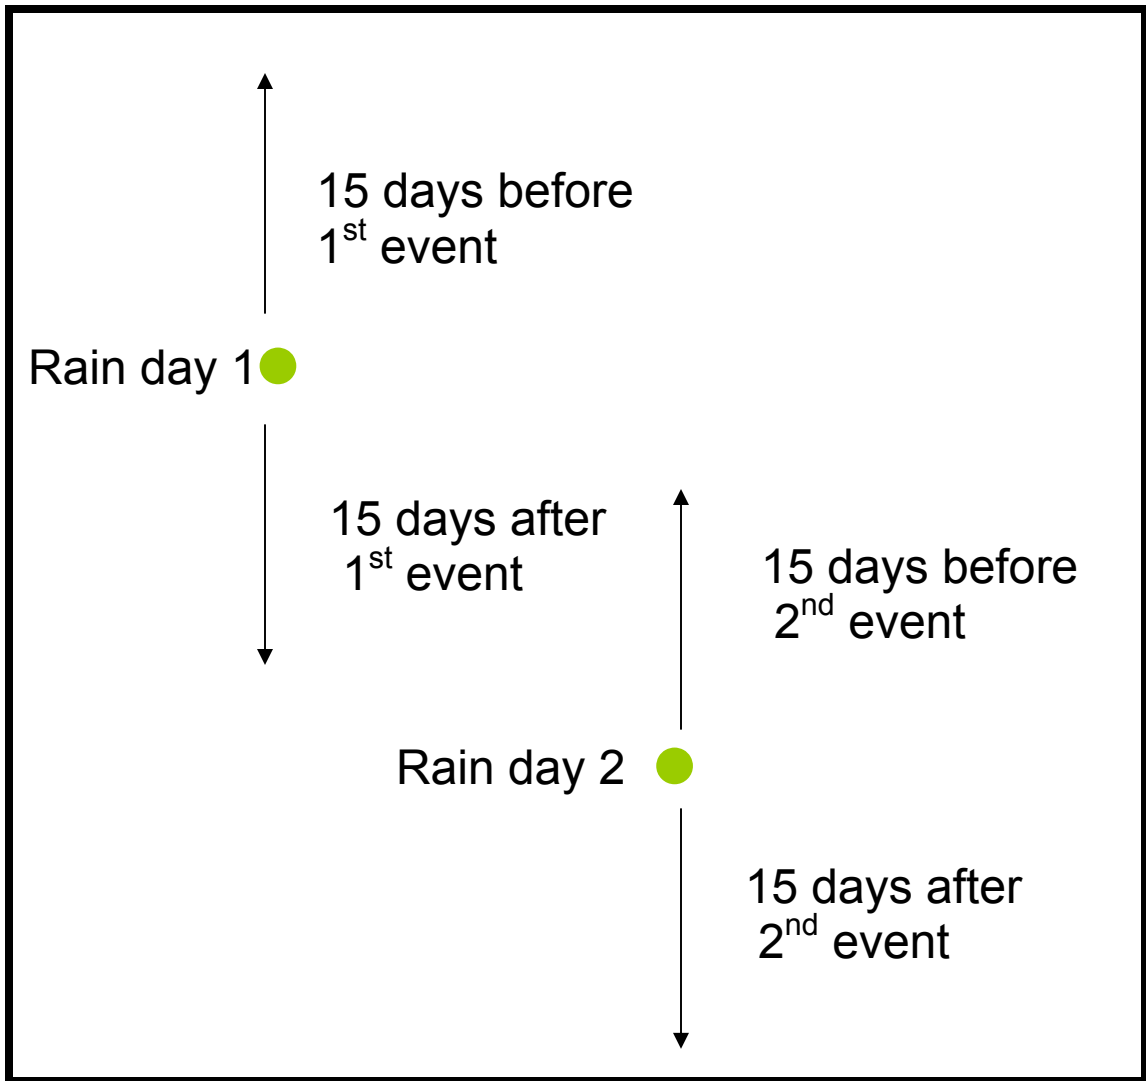 15 days before
1st event
Rain day 1
15 days after
1st event
15 days before
2nd event
Rain day 2
15 days after
2nd event